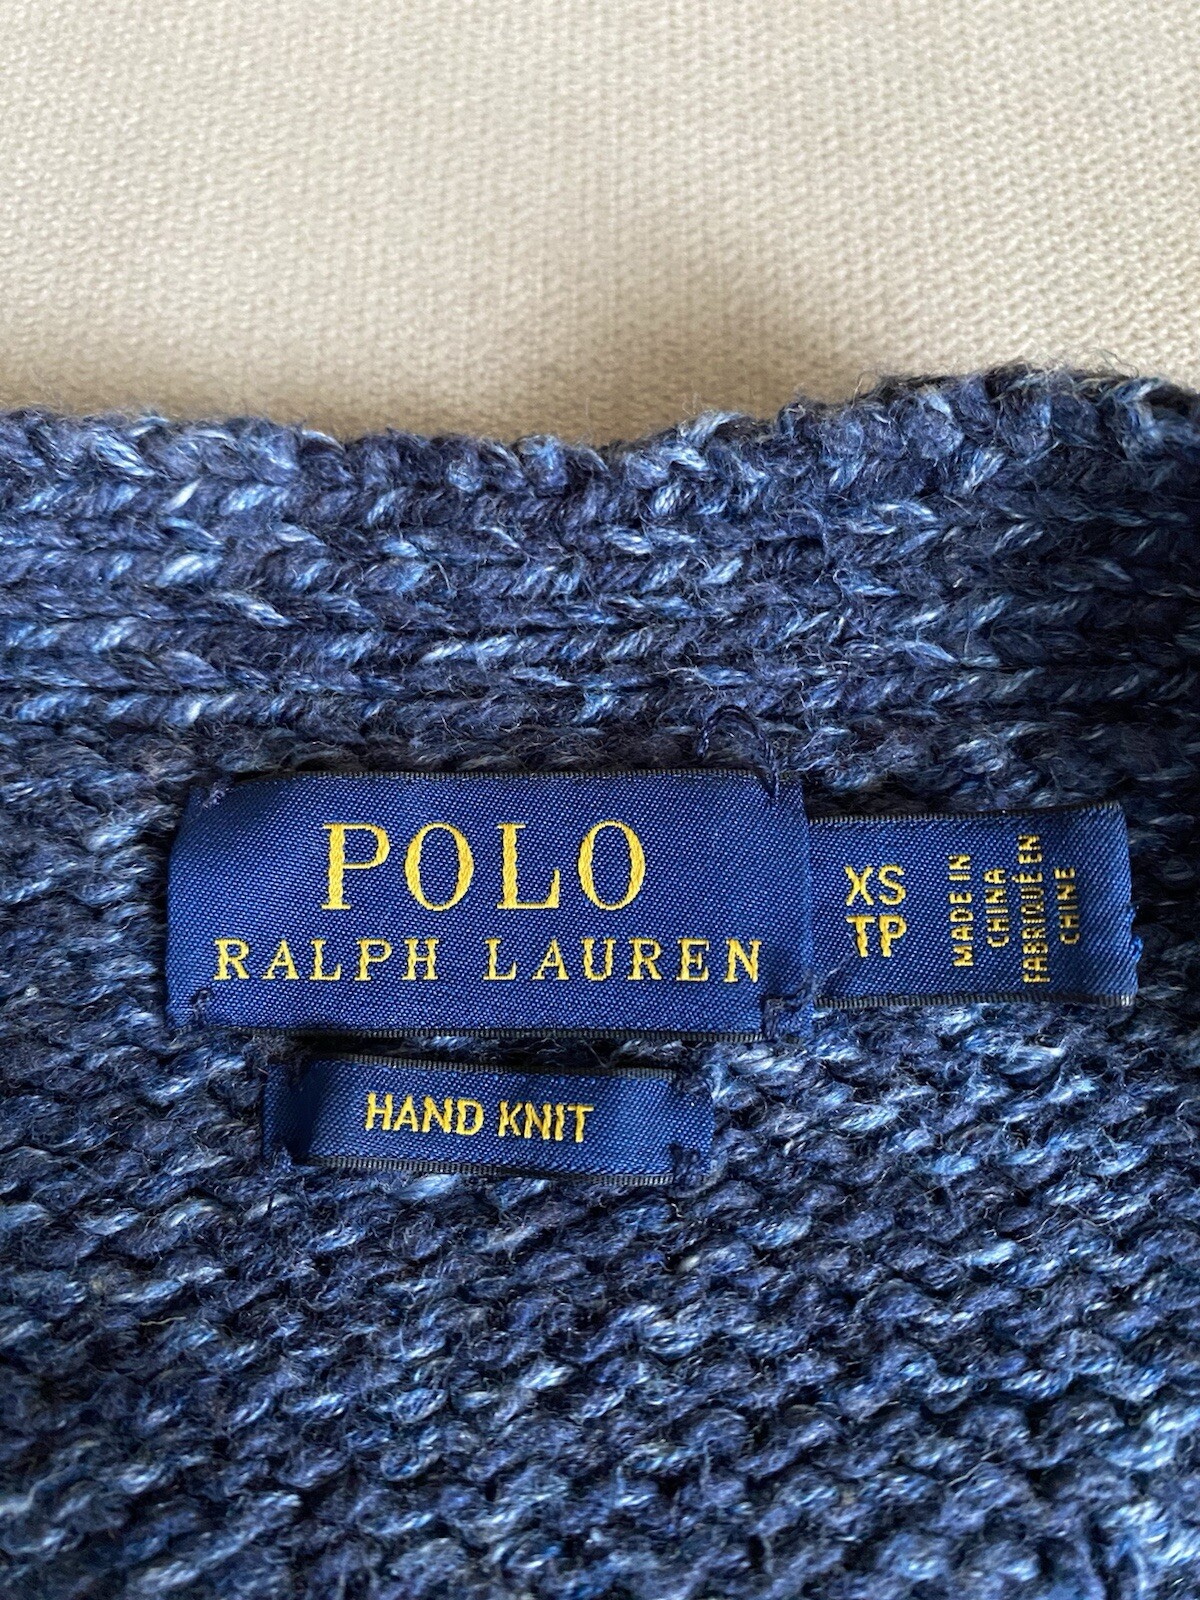 POLO
RALPH LAUREN
XS
TP
MADE IN
CHINA
FABRIQUÉ EN
CHINE
HAND KNIT